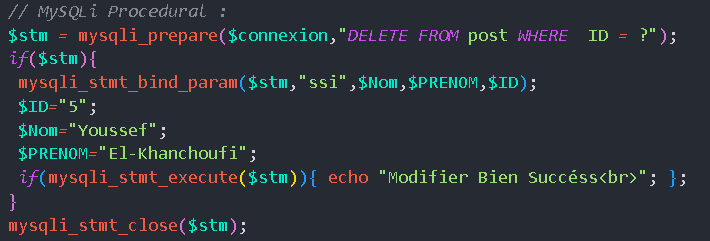 // MySQLi Procedural :
$stm = mysqli_prepare($connexion,"DELETE FROM post WHERE  ID = ?");
if($stm){
 mysqli_stmt_bind_param($stm,"ssi",$Nom,$PRENOM,$ID);
 $ID="5";
 $Nom="Youssef";
 $PRENOM="El-Khanchoufi";
 if(mysqli_stmt_execute($stm)){ echo "Modifier Bien Succéss<br>"; };
}
mysqli_stmt_close($stm);